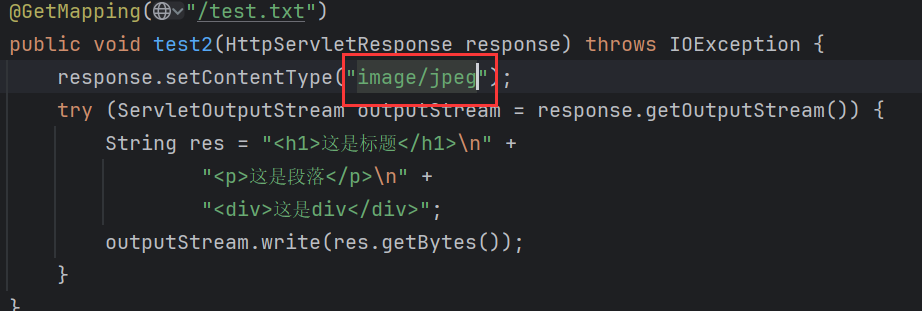 @GetMapping("/test.txt")
public void test2(HttpServletResponse response) throws IOException {
    response.setContentType("image/jpeg");
    try (ServletOutputStream outputStream = response.getOutputStream()) {
        String res = "<h1>这是标题</h1>\n" +
                "<p>这是段落</p>\n" +
                "<div>这是div</div>";
        outputStream.write(res.getBytes());
    }
}